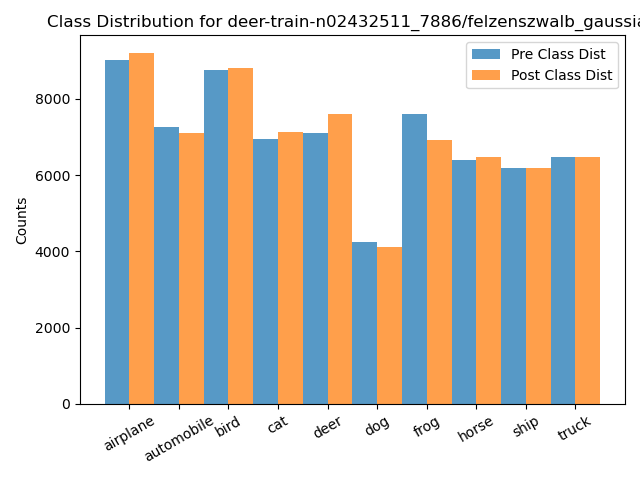 Class Distribution for deer-train-n02432511_7886/felzenszwalb_gaussia
Pre Class Dist
Post Class Dist
Counts
8000
6000
4000
2000
0
airplane
automobile
bird
cat
deer
dog
frog
horse
ship
truck